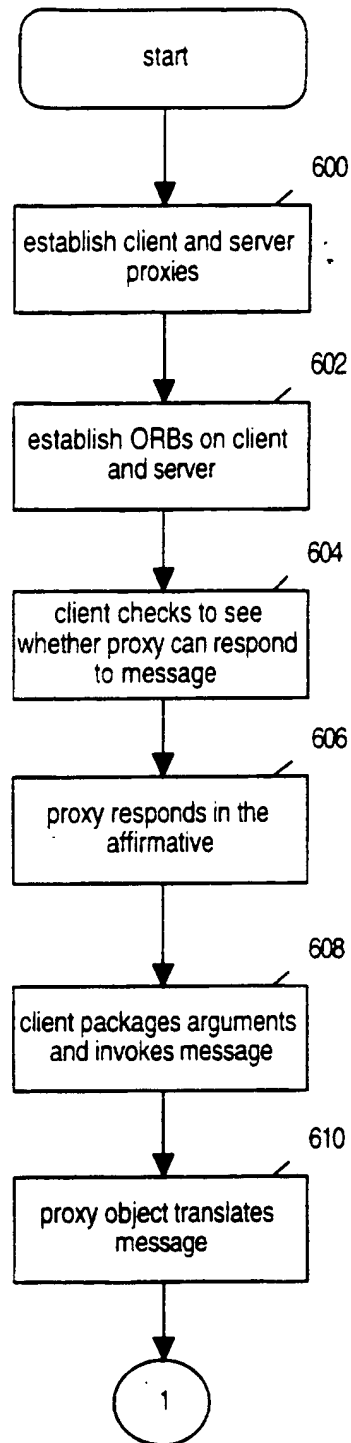 start
600
establish client and server
proxies
602
establish ORBs on client
and server
604
client checks to see
whether proxy can respond
to message
606
proxy responds in the
affirmative
608
client packages arguments
and invokes message
610
proxy object translates
message
1